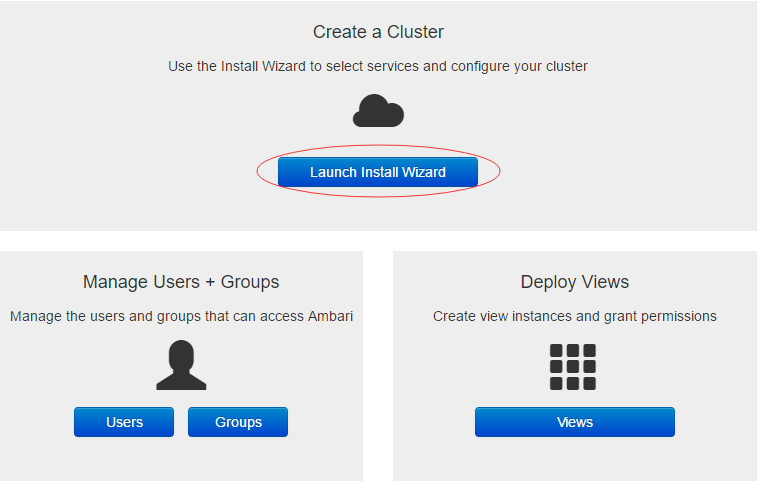 Create a Cluster
Use the Install Wizard to select services and configure your cluster
Launch Install Wizard
Manage Users + Groups
Manage the users and groups that can access Ambari
Users
Groups
Deploy Views
Create view instances and grant permissions
Views